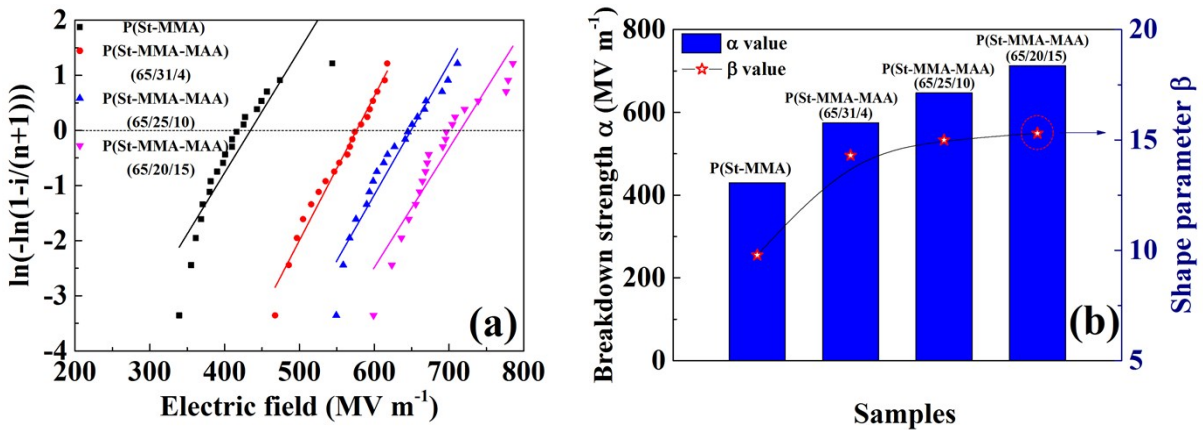 2
1
0
-1
-2
-3
-4
ln(-ln(1-i/(n+1))))
P(St-MMA)
P(St-MMA-MAA)
(65/31/4)
P(St-MMA-MAA)
(65/25/10)
P(St-MMA-MAA)
(65/20/15)
(a)
200 300 400 500 600 700 800
Electric field (MV m⁻¹)
800
600
400
200
0
Breakdown strength α (MV m⁻¹)
α value
β value
P(St-MMA)
P(St-MMA-MAA)
(65/31/4)
P(St-MMA-MAA)
(65/25/10)
P(St-MMA-MAA)
(65/20/15)
(b)
20
15
10
5
Shape parameter β
Samples